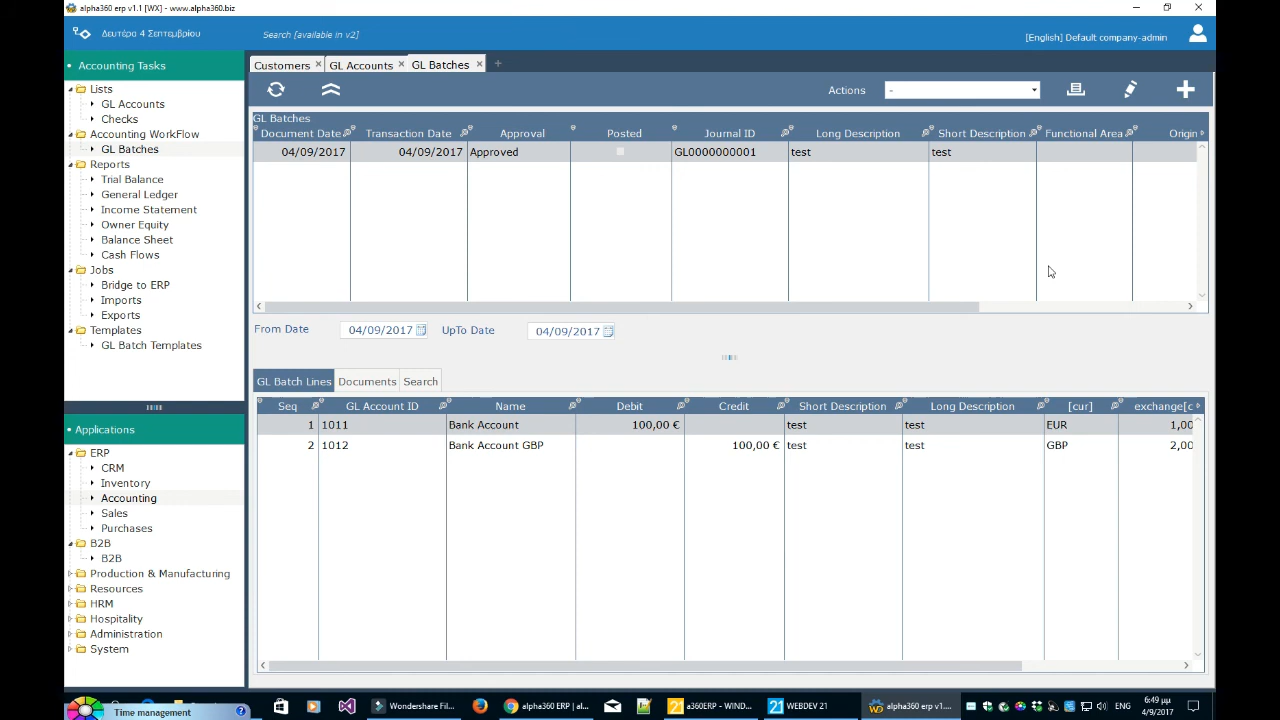 alpha360 erp v1.1 [WX] - www.alpha360.biz
Δευτέρα 4 Σεπτεμβρίου
Search [available in v2]
[English] Default company-admin
Accounting Tasks
Lists
GL Accounts
Checks
Accounting WorkFlow
GL Batches
Reports
Trial Balance
General Ledger
Income Statement
Owner Equity
Balance Sheet
Cash Flows
Jobs
Bridge to ERP
Imports
Exports
Templates
GL Batch Templates
Applications
ERP
CRM
Inventory
Accounting
Sales
Purchases
B2B
B2B
Production & Manufacturing
Resources
HRM
Hospitality
Administration
System
Customers GL Accounts GL Batches
Actions -
GL Batches
Document Date Transaction Date Approval Posted Journal ID Long Description Short Description Functional Area Origin
04/09/2017 04/09/2017 Approved GL0000000001 test test
From Date 04/09/2017 UpTo Date 04/09/2017
GL Batch Lines Documents Search
Seq GL Account ID Name Debit Credit Short Description Long Description [cur] exchange[c
1 1011 Bank Account 100,00 € test test EUR 1,00
2 1012 Bank Account GBP 100,00 € test test GBP 2,00
Time management
Wondershare Fil...
alpha360 ERP | al...
a360ERP - WIND...
WEBDEV 21
alpha360 erp v1....
ENG
6:49 μμ
4/9/2017